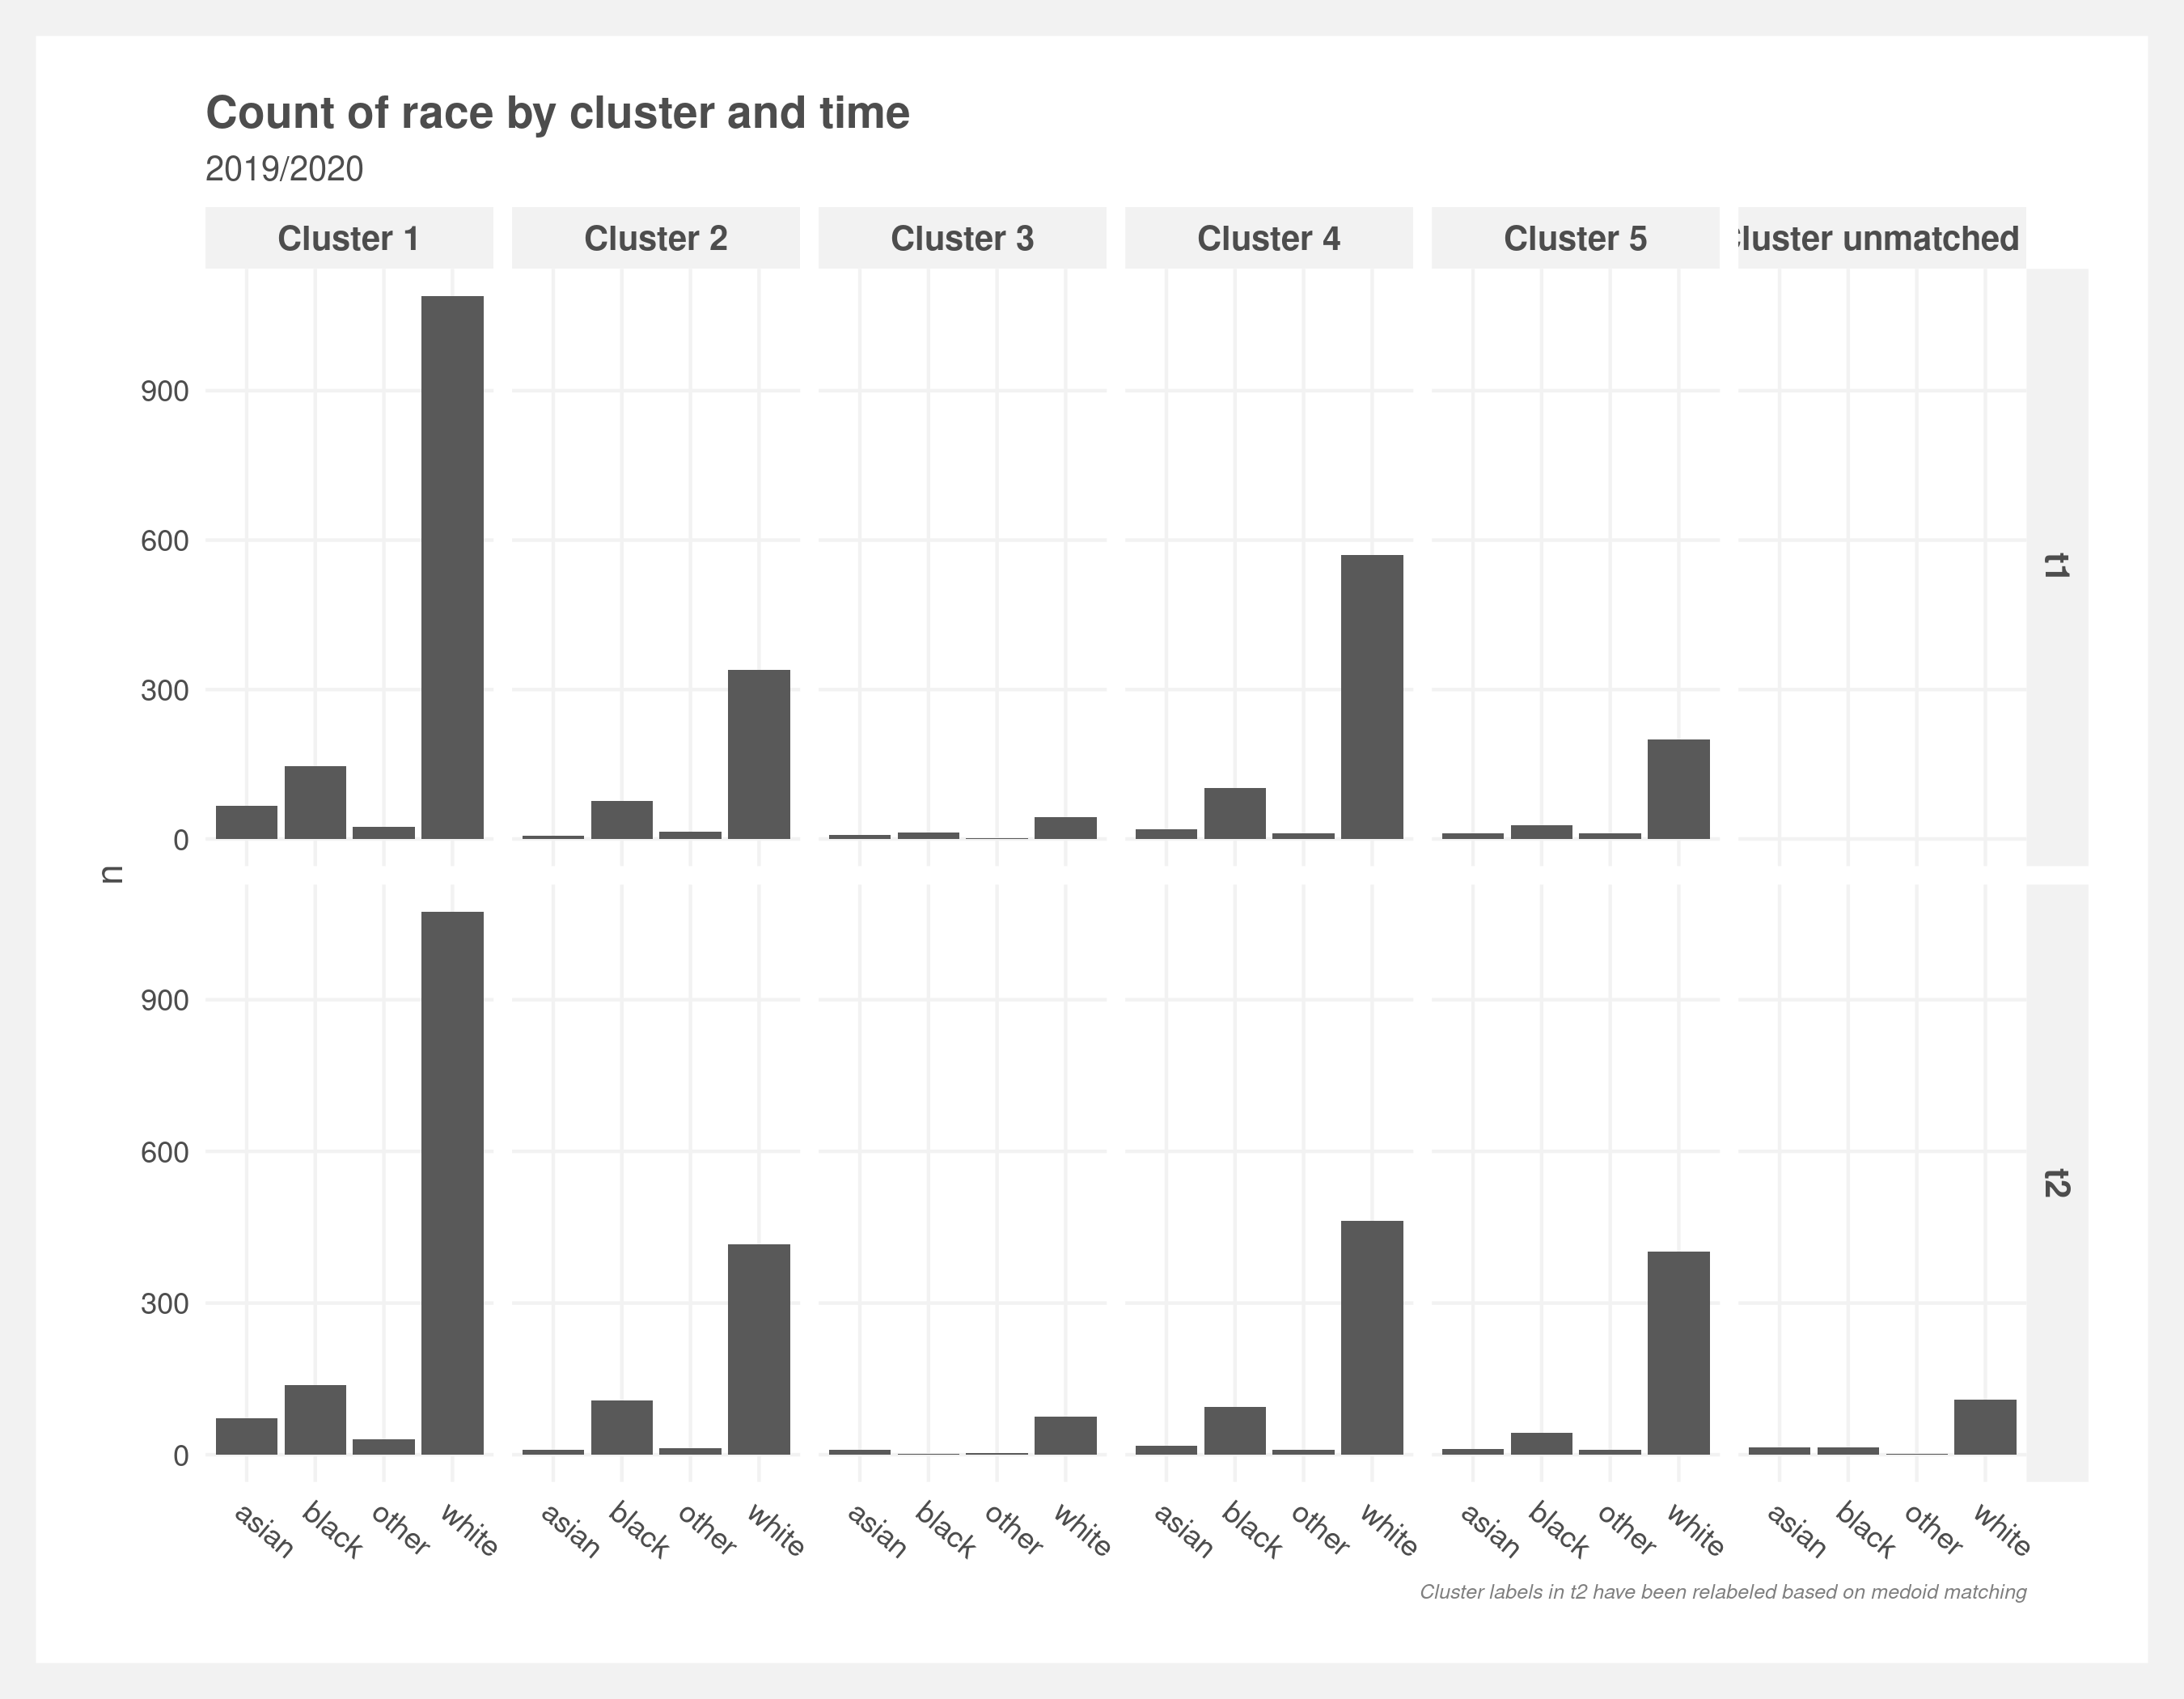 Count of race by cluster and time
2019/2020
Cluster 1 Cluster 2 Cluster 3 Cluster 4 Cluster 5 luster unmatched
900
600
300
0
t1
n
900
600
300
0
t2
asian black other white asian black other white asian black other white asian black other white asian black other white asian black other white
Cluster labels in t2 have been relabeled based on medoid matching